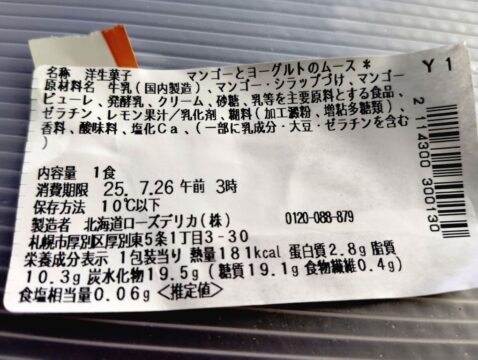 名称 洋生菓子 マンゴーとヨーグルトのムース* Y1
原材料名 牛乳(国内製造)、マンゴー・シラップづけ、マンゴー
ピューレ、発酵乳、クリーム、砂糖、乳等を主要原料とする食品、
ゼラチン、レモン果汁/乳化剤、糊料(加工澱粉、増粘多糖類)、
香料、酸味料、塩化Ca、(一部に乳成分・大豆・ゼラチンを含む
)
内容量 1食
消費期限 25. 7.26 午前 3時
保存方法 10℃以下
製造者 北海道ローズデリカ(株) 0120-088-879
札幌市厚別区厚別東5条1丁目3-30
栄養成分表示 1包装当り 熱量181kcal 蛋白質2.8g 脂質
10.3g 炭水化物19.5g (糖質19.1g 食物繊維0.4g)
食塩相当量0.06g <推定値>
2 114300 300130